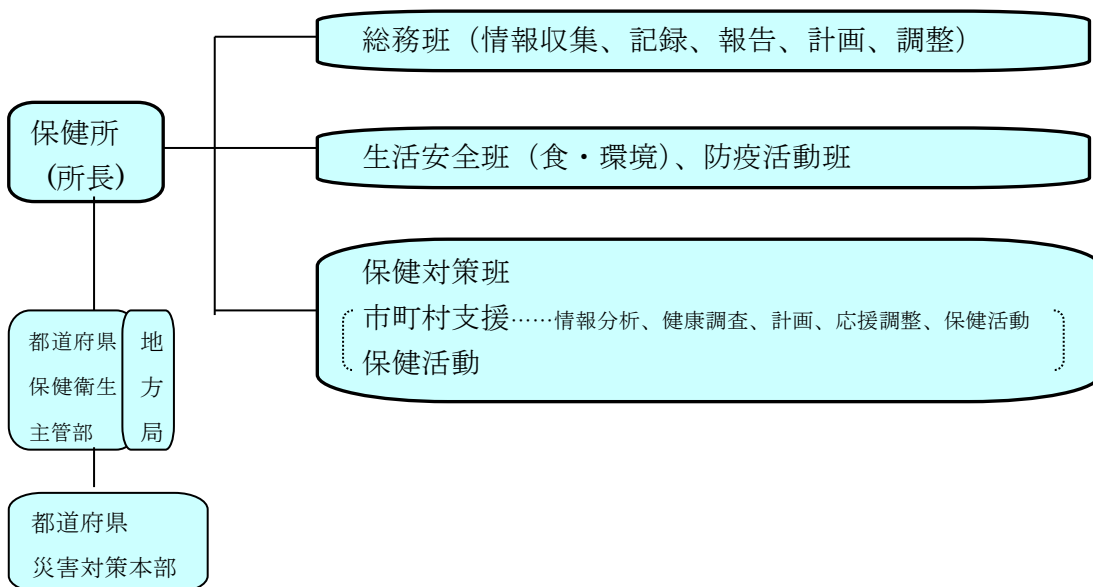 総務班（情報収集、記録、報告、計画、調整）
保健所
(所長)
生活安全班（食・環境）、防疫活動班
保健対策班
市町村支援……情報分析、健康調査、計画、応援調整、保健活動
保健活動
都道府県
保健衛生
主管部
地
方
局
都道府県
災害対策本部